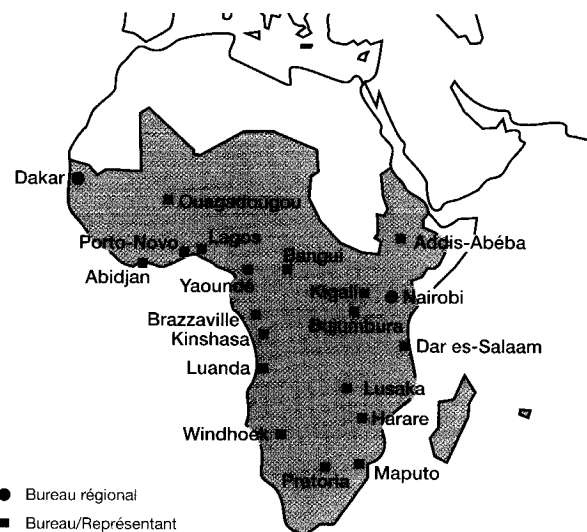 Dakar
Ouagadougou
Porto-Novo
Lagos
Addis-Abéba
Bangui
Abidjan
Yaoundé
Kigali
Nairobi
Brazzaville
Bujumbura
Kinshasa
Dar es-Salaam
Luanda
Lusaka
Harare
Windhoek
Pretoria
Maputo
Bureau régional
Bureau/Représentant